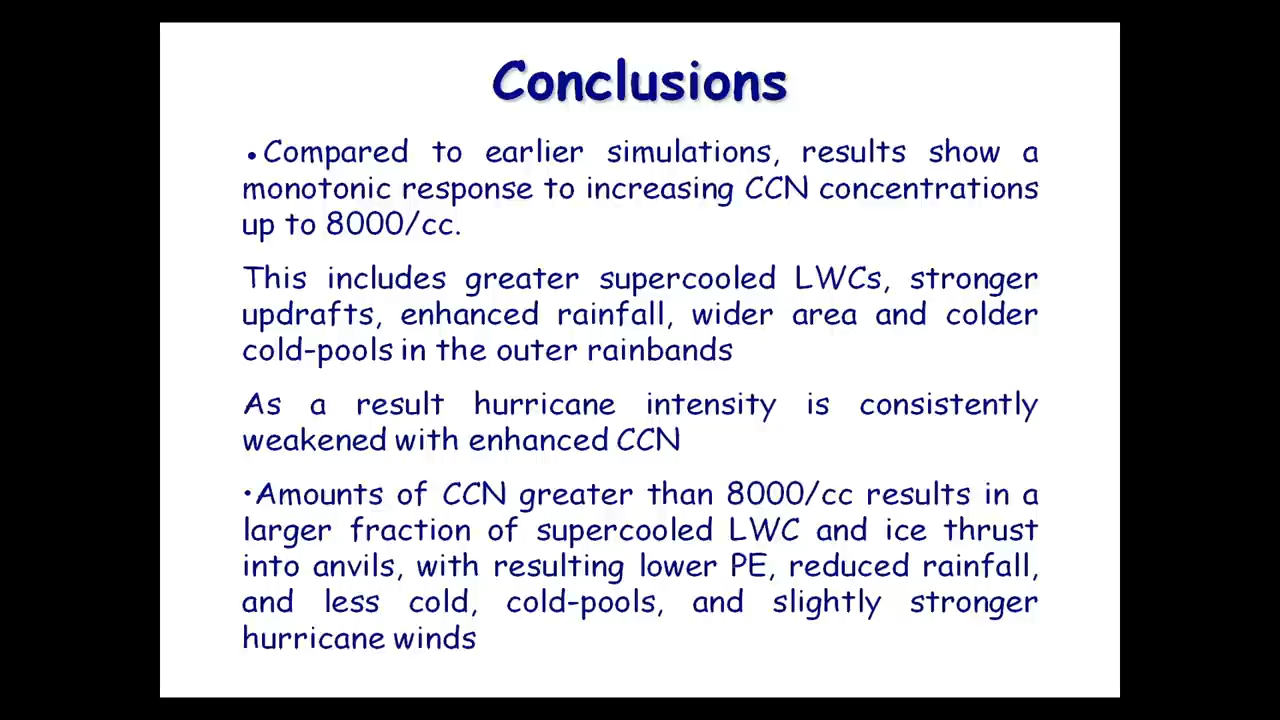 Conclusions
•Compared to earlier simulations, results show a
monotonic response to increasing CCN concentrations
up to 8000/cc.
This includes greater supercooled LWCs, stronger
updrafts, enhanced rainfall, wider area and colder
cold-pools in the outer rainbands
As a result hurricane intensity is consistently
weakened with enhanced CCN
•Amounts of CCN greater than 8000/cc results in a
larger fraction of supercooled LWC and ice thrust
into anvils, with resulting lower PE, reduced rainfall,
and less cold, cold-pools, and slightly stronger
hurricane winds